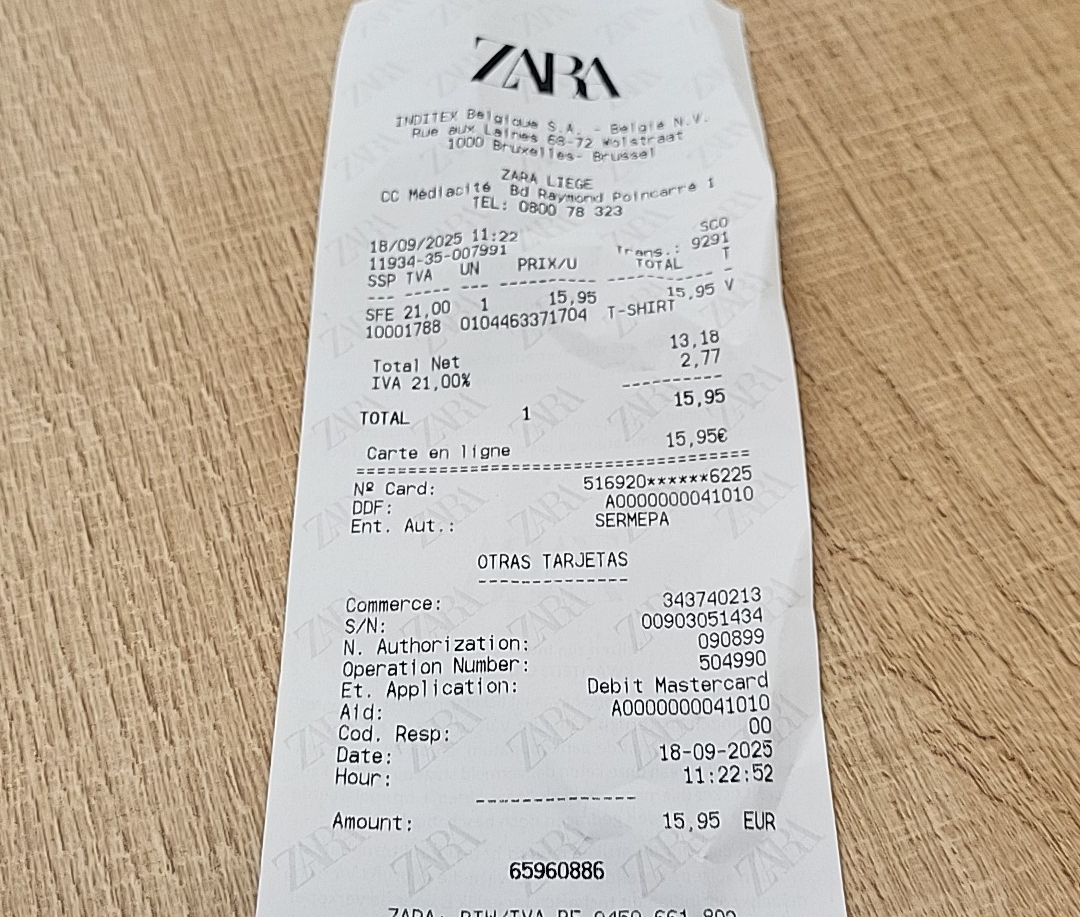 ZARA
INDITEX Belgique S.A. - België N.V.
Rue aux Laines 68-72 Wolstraat
1000 Bruxelles- Brussel
ZARA LIEGE
CC Médiacité Bd Raymond Poincarré 1
TEL: 0800 78 323
SCO
18/09/2025 11:22 Trans.: 9291
11934-35-007991
SSP TVA UN PRIX/U TOTAL T
--- ----- --- ---------- ---------- -
SFE 21,00 1 15,95 15,95 V
10001788 0104463371704 T-SHIRT
Total Net 13,18
IVA 21,00% 2,77
----------
TOTAL 1 15,95
Carte en ligne 15,95€
========================================
Nº Card: 516920******6225
DDF: A0000000041010
Ent. Aut.: SERMEPA
OTRAS TARJETAS
--------------
Commerce: 343740213
S/N: 00903051434
N. Authorization: 090899
Operation Number: 504990
Et. Application: Debit Mastercard
Aid: A0000000041010
Cod. Resp: 00
Date: 18-09-2025
Hour: 11:22:52
--------------
Amount: 15,95 EUR
65960886